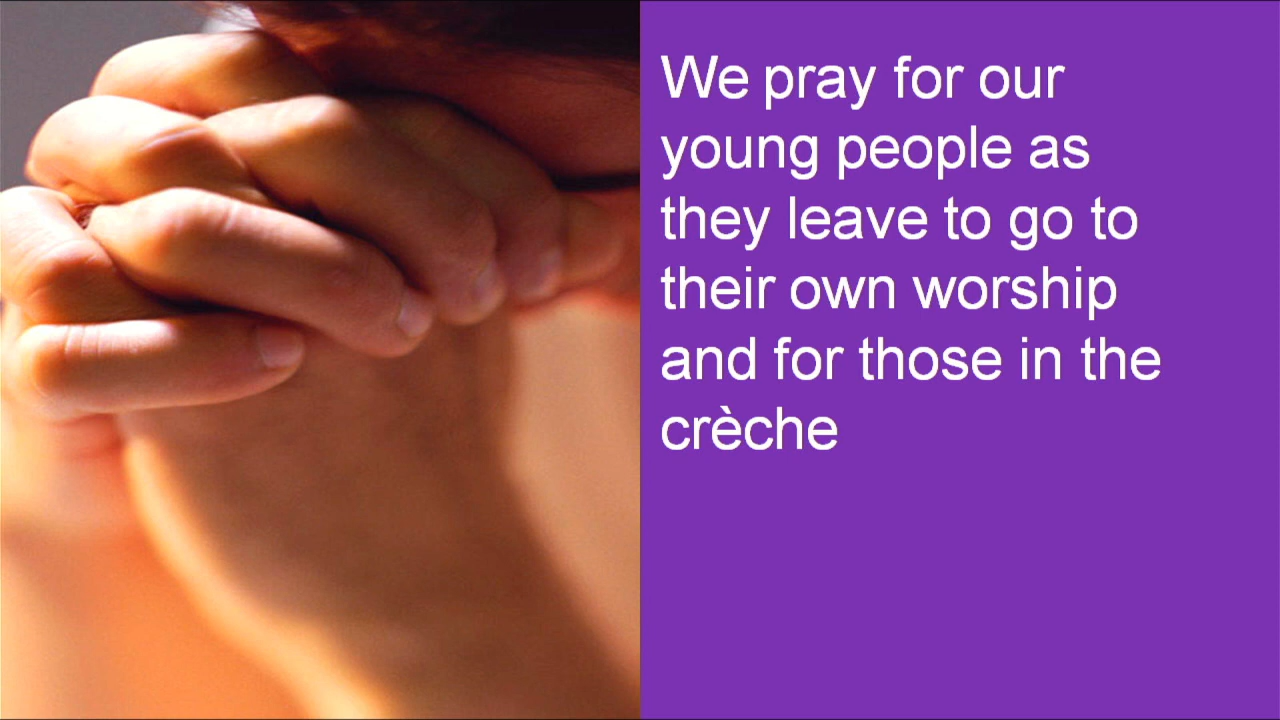 We pray for our
young people as
they leave to go to
their own worship
and for those in the
crèche